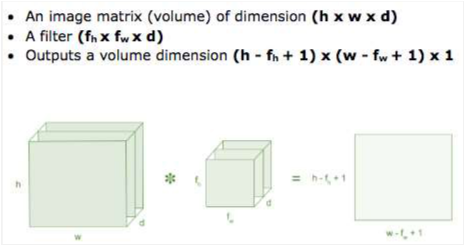 • An image matrix (volume) of dimension (h x w x d)
• A filter (fh x fw x d)
• Outputs a volume dimension (h - fh + 1) x (w - fw + 1) x 1
h
w
d
*
fh
fw
d
=
h-fh+1
w-fw+1